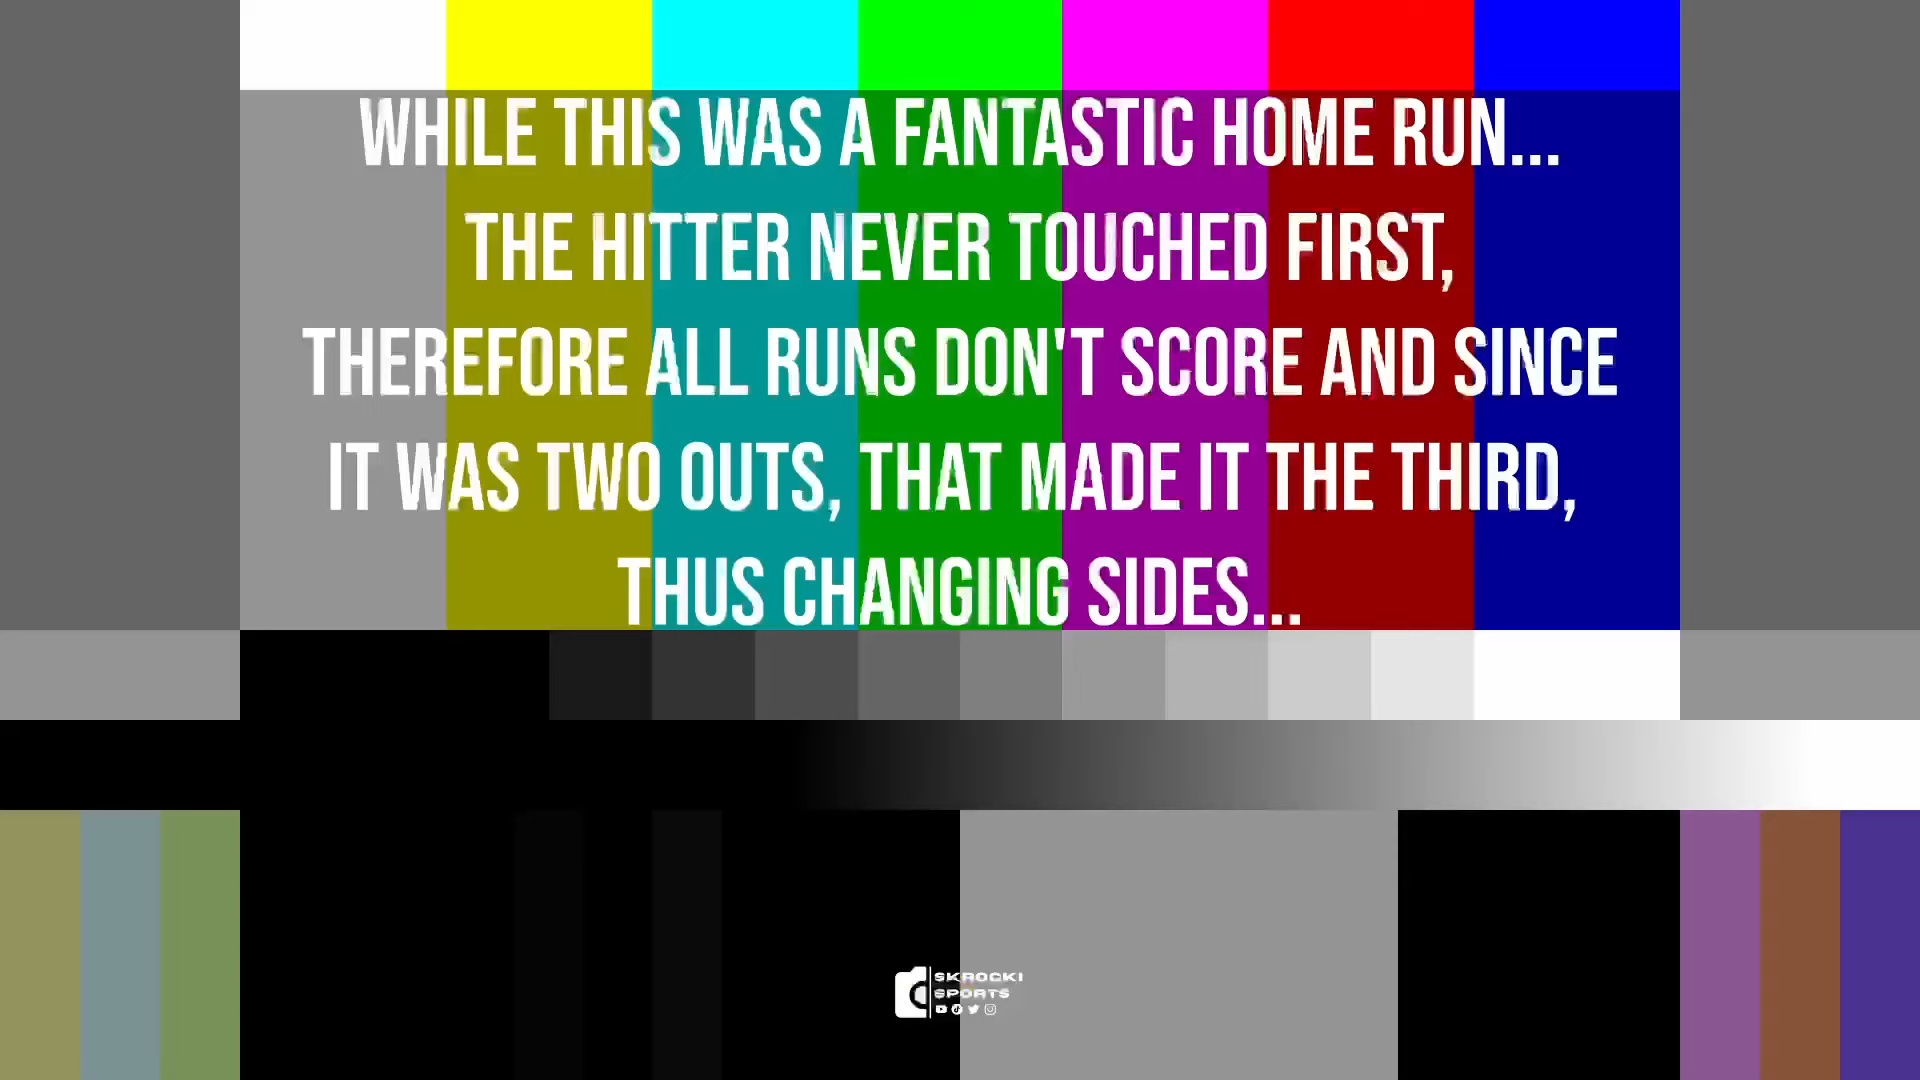 WHILE THIS WAS A FANTASTIC HOME RUN...
THE HITTER NEVER TOUCHED FIRST,
THEREFORE ALL RUNS DON'T SCORE AND SINCE
IT WAS TWO OUTS, THAT MADE IT THE THIRD,
THUS CHANGING SIDES...
SKROCKI
SPORTS